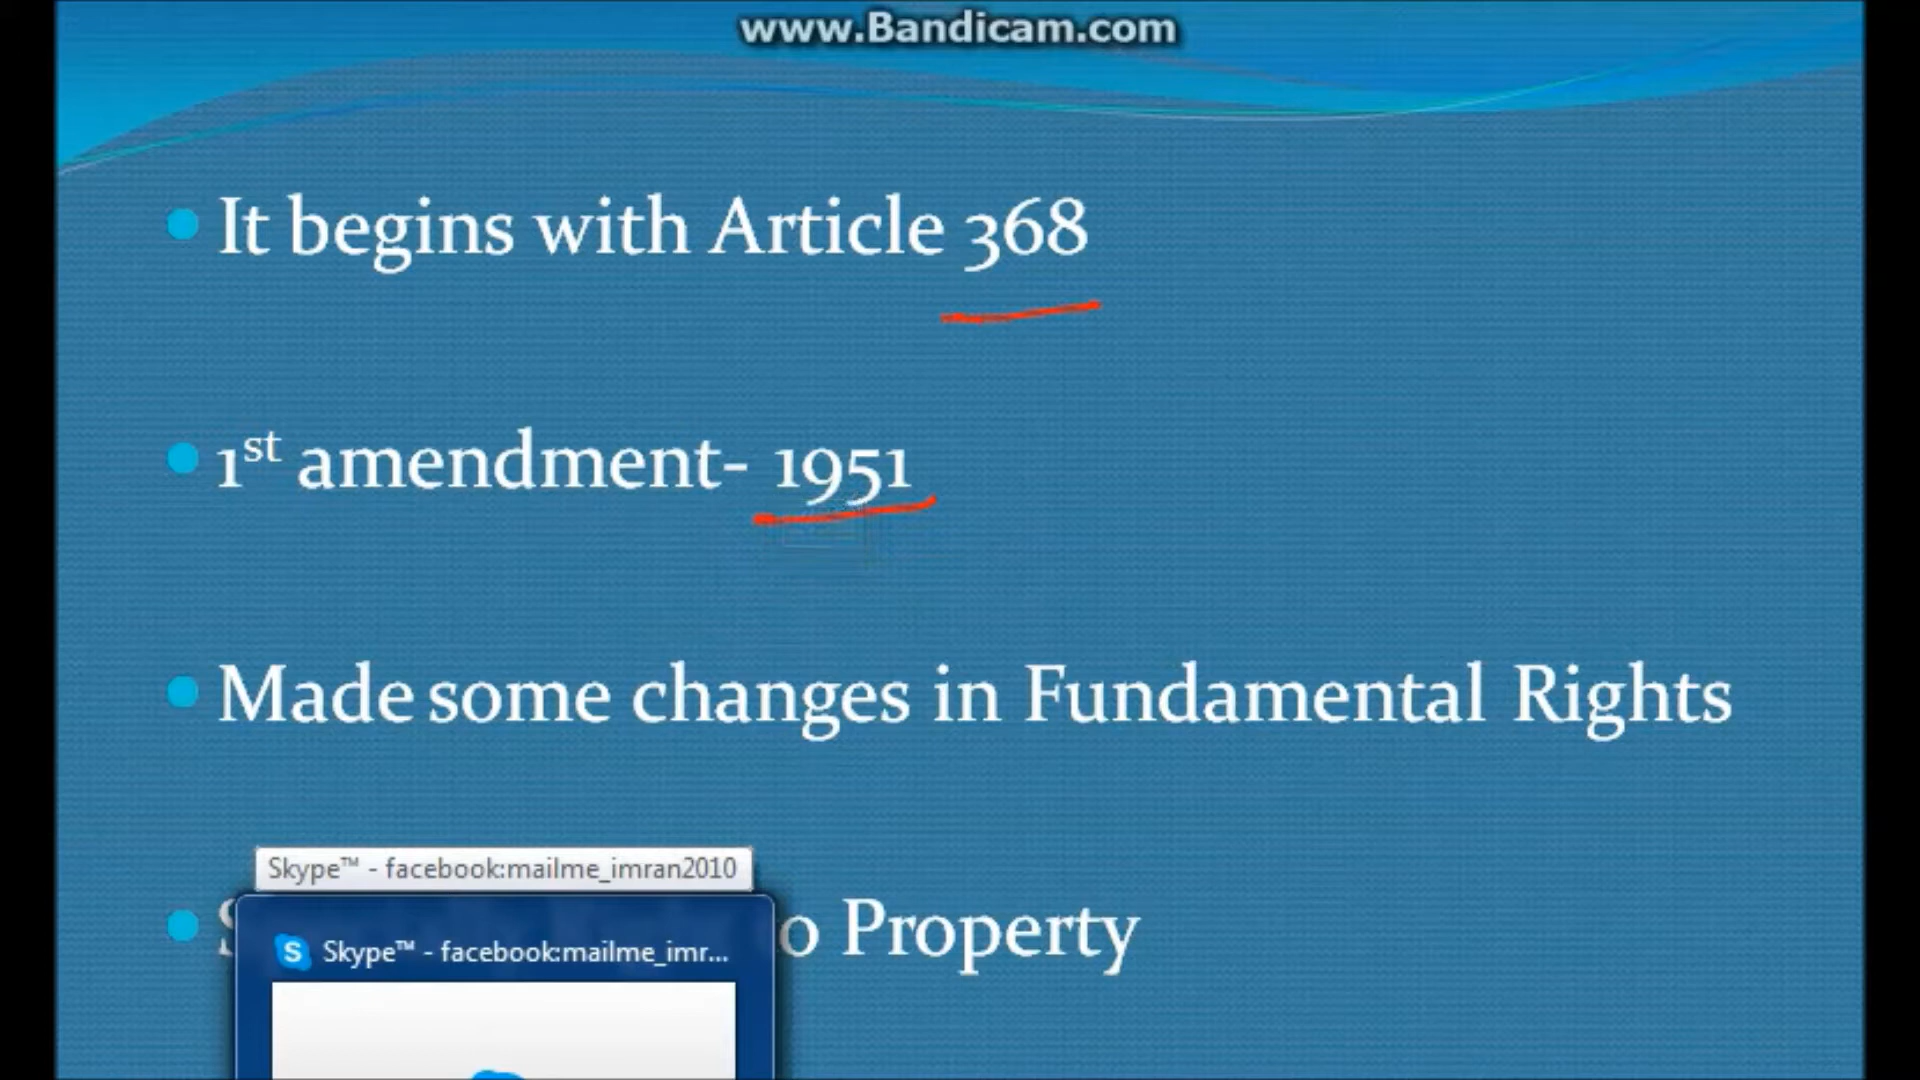 www.Bandicam.com
It begins with Article 368
1st amendment- 1951
Made some changes in Fundamental Rights
Skype™ - facebook:mailme_imran2010
o Property
Skype™ - facebook:mailme_imr...